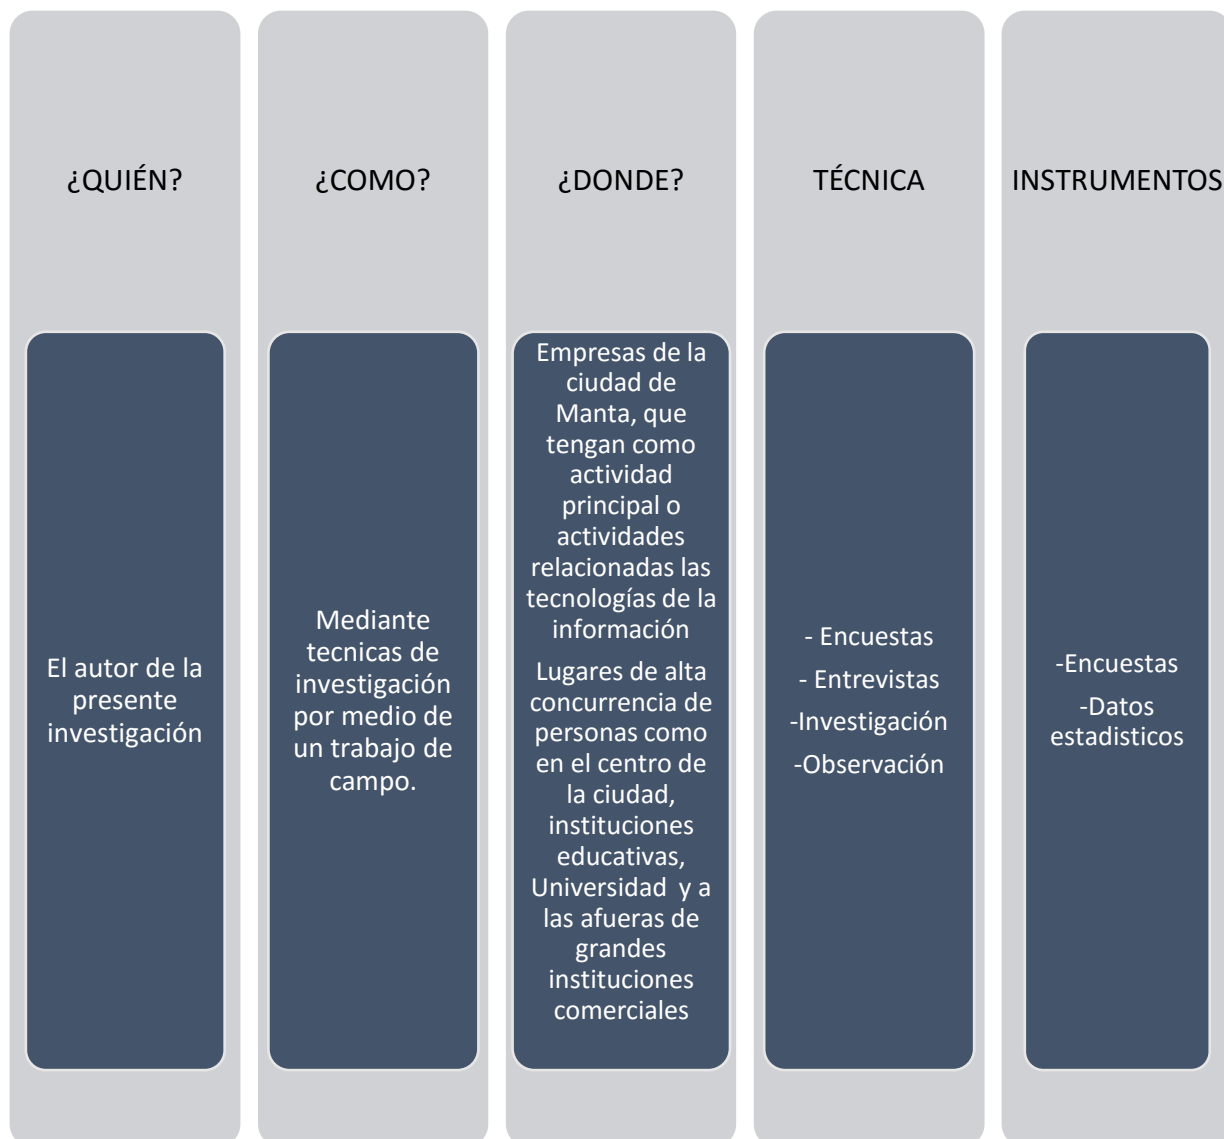 ¿QUIÉN?
El autor de la
presente
investigación
¿COMO?
Mediante
tecnicas de
investigación
por medio de
un trabajo de
campo.
¿DONDE?
Empresas de la
ciudad de
Manta, que
tengan como
actividad
principal o
actividades
relacionadas las
tecnologías de la
información
Lugares de alta
concurrencia de
personas como
en el centro de
la ciudad,
instituciones
educativas,
Universidad y a
las afueras de
grandes
instituciones
comerciales
TÉCNICA
- Encuestas
- Entrevistas
-Investigación
-Observación
INSTRUMENTOS
-Encuestas
-Datos
estadisticos